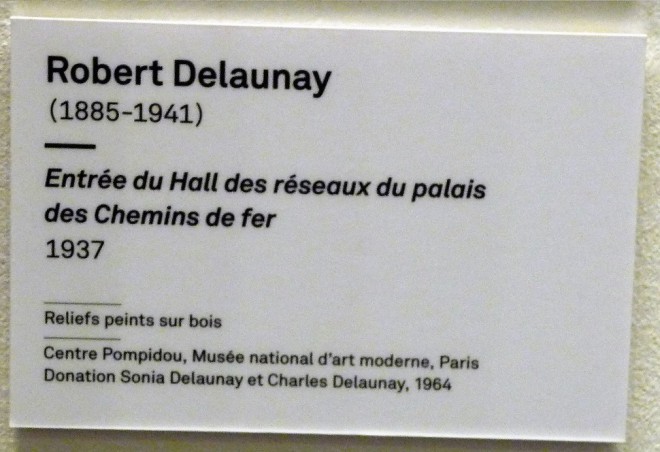 Robert Delaunay
(1885-1941)
Entrée du Hall des réseaux du palais
des Chemins de fer
1937
Reliefs peints sur bois
Centre Pompidou, Musée national d'art moderne, Paris
Donation Sonia Delaunay et Charles Delaunay, 1964